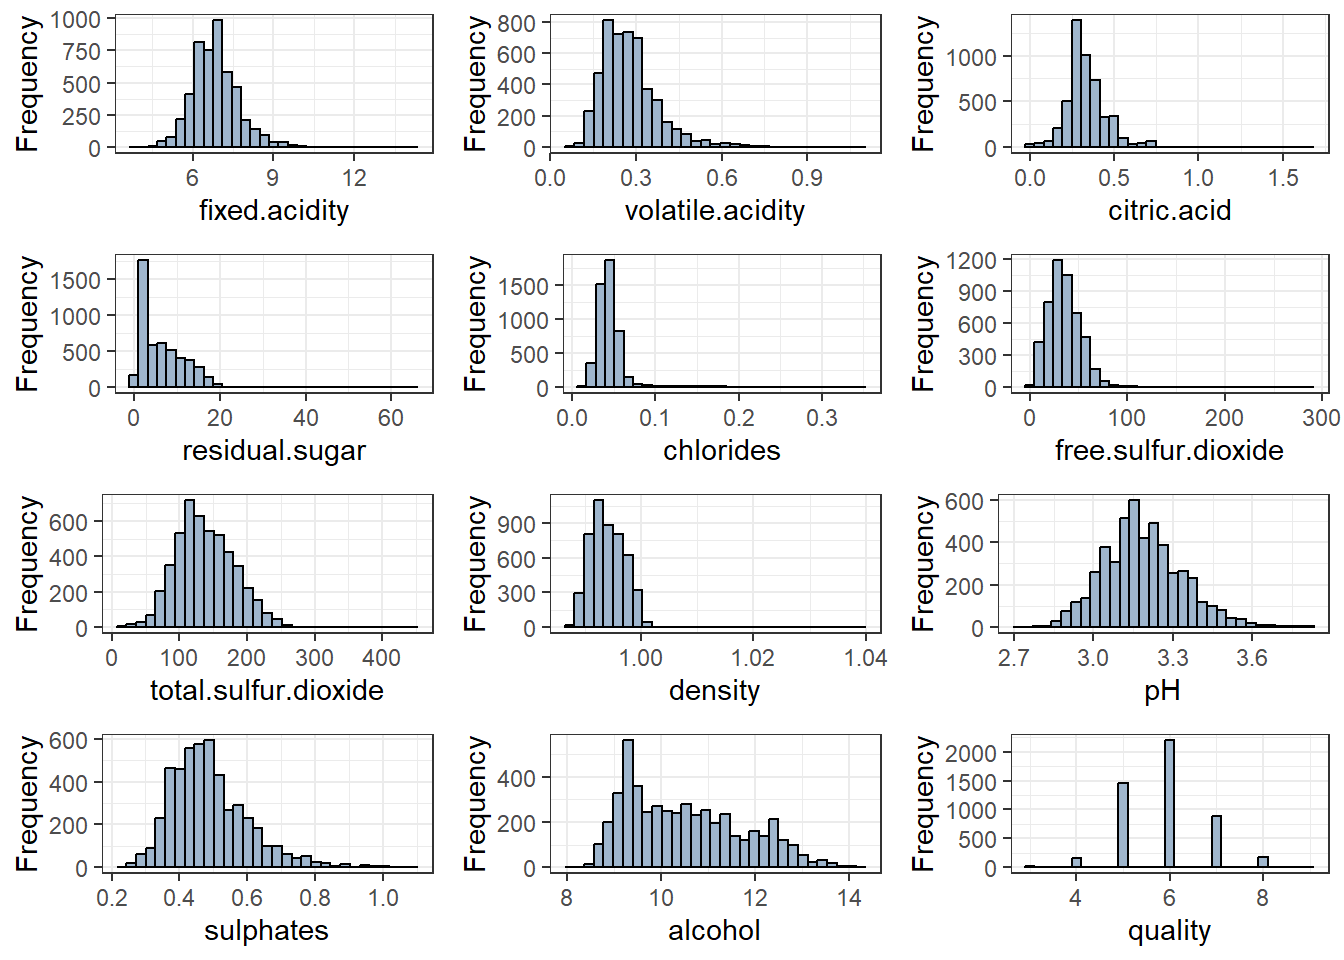 Frequency
1000
750
500
250
0
6 9 12
fixed.acidity
Frequency
800
600
400
200
0
0.0 0.3 0.6 0.9
volatile.acidity
Frequency
1000
500
0
0.0 0.5 1.0 1.5
citric.acid
Frequency
1500
1000
500
0
0 20 40 60
residual.sugar
Frequency
1500
1000
500
0
0.0 0.1 0.2 0.3
chlorides
Frequency
1200
900
600
300
0
0 100 200 300
free.sulfur.dioxide
Frequency
600
400
200
0
0 100 200 300 400
total.sulfur.dioxide
Frequency
900
600
300
0
1.00 1.02 1.04
density
Frequency
600
400
200
0
2.7 3.0 3.3 3.6
pH
Frequency
600
400
200
0
0.2 0.4 0.6 0.8 1.0
sulphates
Frequency
400
200
0
8 10 12 14
alcohol
Frequency
2000
1500
1000
500
0
4 6 8
quality